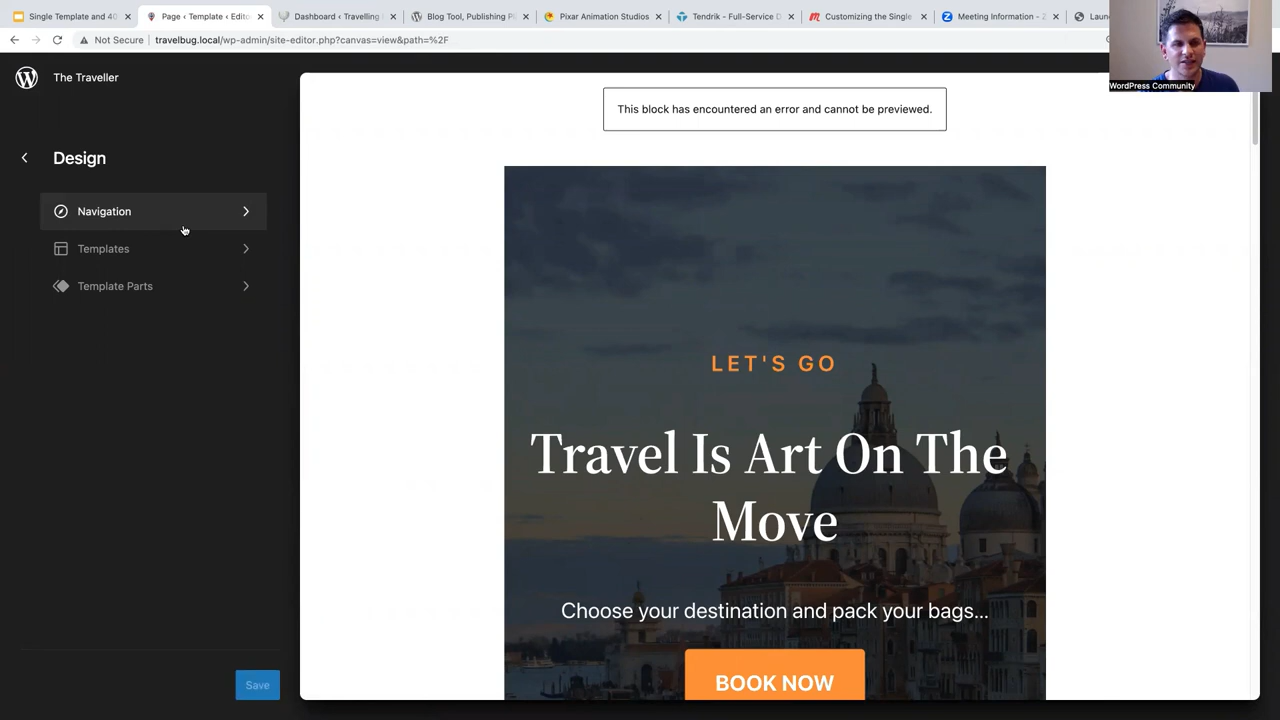 Single Template and 40
Page ‹ Template ‹ Editor
Dashboard ‹ Travelling
Blog Tool, Publishing P
Pixar Animation Studios
Tendrik - Full-Service D
Customizing the Single
Meeting Information - Z
Laun
Not Secure
travelbug.local/wp-admin/site-editor.php?canvas=view&path=%2F
WordPress Community
The Traveller
This block has encountered an error and cannot be previewed.
Design
Navigation
Templates
Template Parts
LET'S GO
Travel Is Art On The
Move
Choose your destination and pack your bags...
BOOK NOW
Save